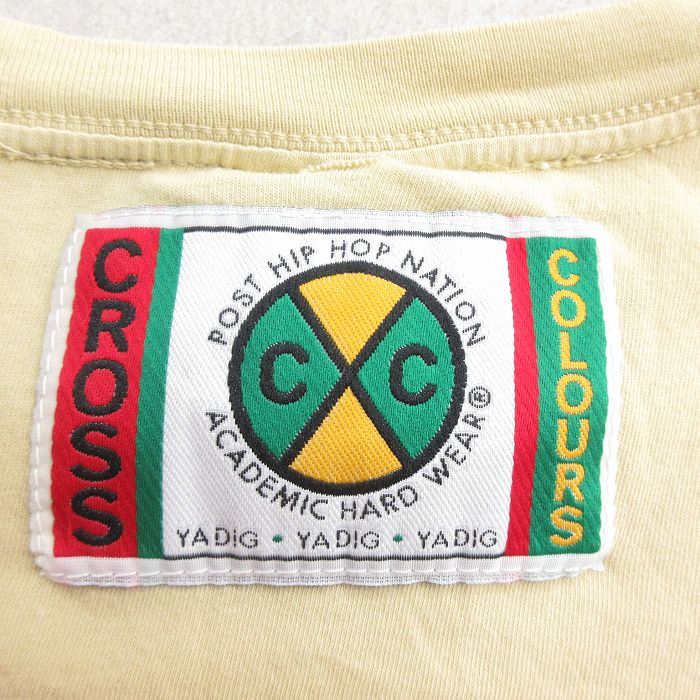 CROSS
POST HIP HOP NATION
C C
ACADEMIC HARD WEAR®
YADIG • YADIG • YADIG
COLOURS